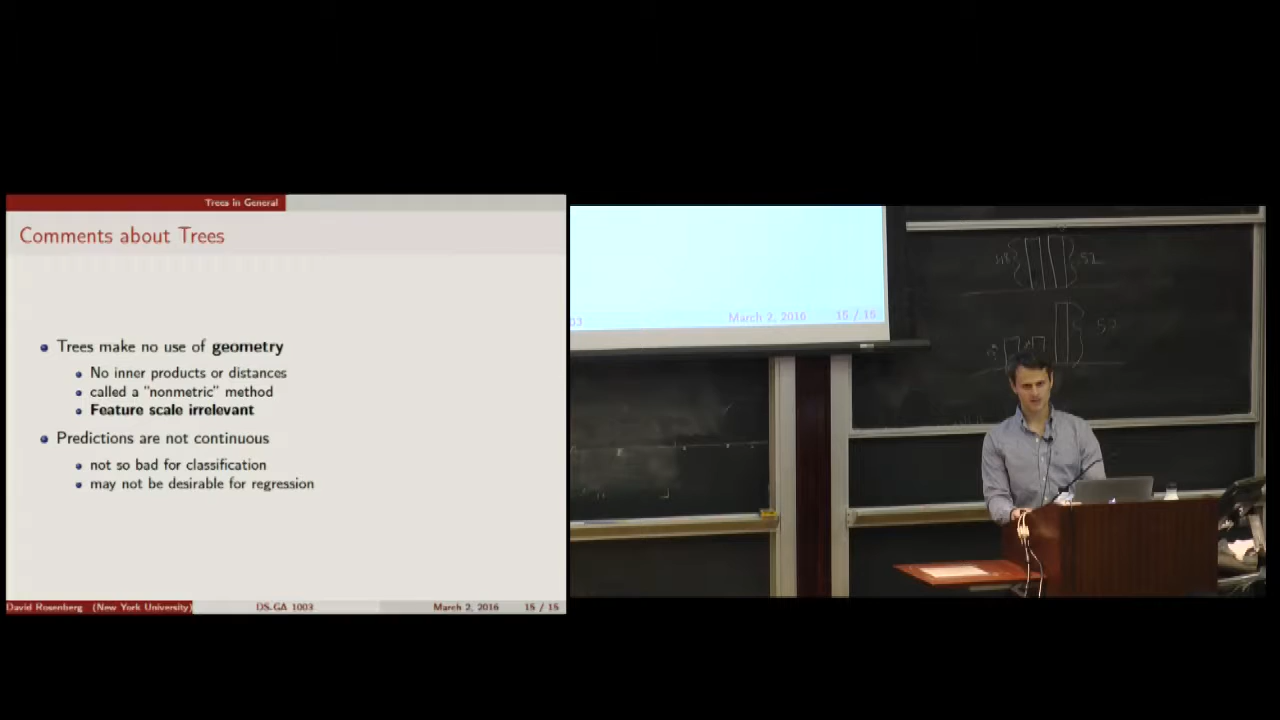 Trees in General
Comments about Trees
Trees make no use of geometry
No inner products or distances
called a “nonmetric” method
Feature scale irrelevant
Predictions are not continuous
not so bad for classification
may not be desirable for regression
David Rosenberg (New York University)
DS-GA 1003
March 2, 2016
15 / 15
03
March 2, 2016
15 / 15
52